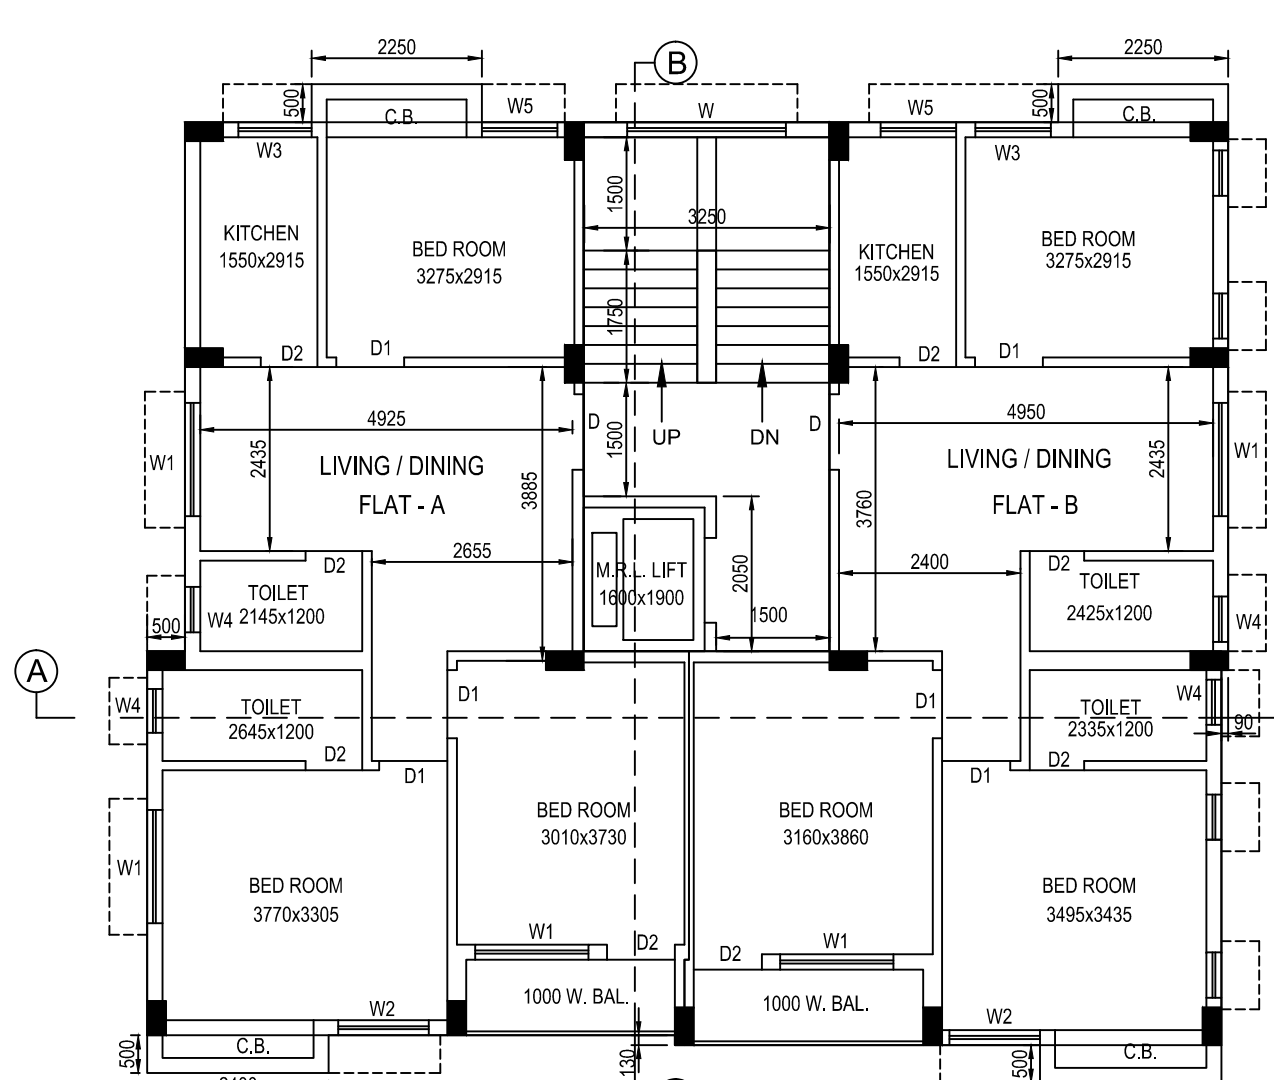 2250
B
2250
500
C.B.
W5
W
W5
500
C.B.
W3
W3
1500
3250
KITCHEN
1550x2915
BED ROOM
3275x2915
KITCHEN
1550x2915
BED ROOM
3275x2915
1750
D2
D1
D2
D1
4925
D
1500
UP
DN
D
4950
W1
2435
LIVING / DINING
FLAT - A
3885
3760
LIVING / DINING
FLAT - B
2435
W1
2655
2400
D2
M.R.L. LIFT
1600x1900
2050
1500
D2
TOILET
2145x1200
W4
500
TOILET
2425x1200
W4
A
W4
TOILET
2645x1200
D2
D1
D1
D1
W4
TOILET
2335x1200
90
D2
D1
W1
BED ROOM
3010x3730
BED ROOM
3160x3860
BED ROOM
3770x3305
BED ROOM
3495x3435
W1
D2
D2
W1
1000 W. BAL.
1000 W. BAL.
W2
W2
500
C.B.
130
500
C.B.